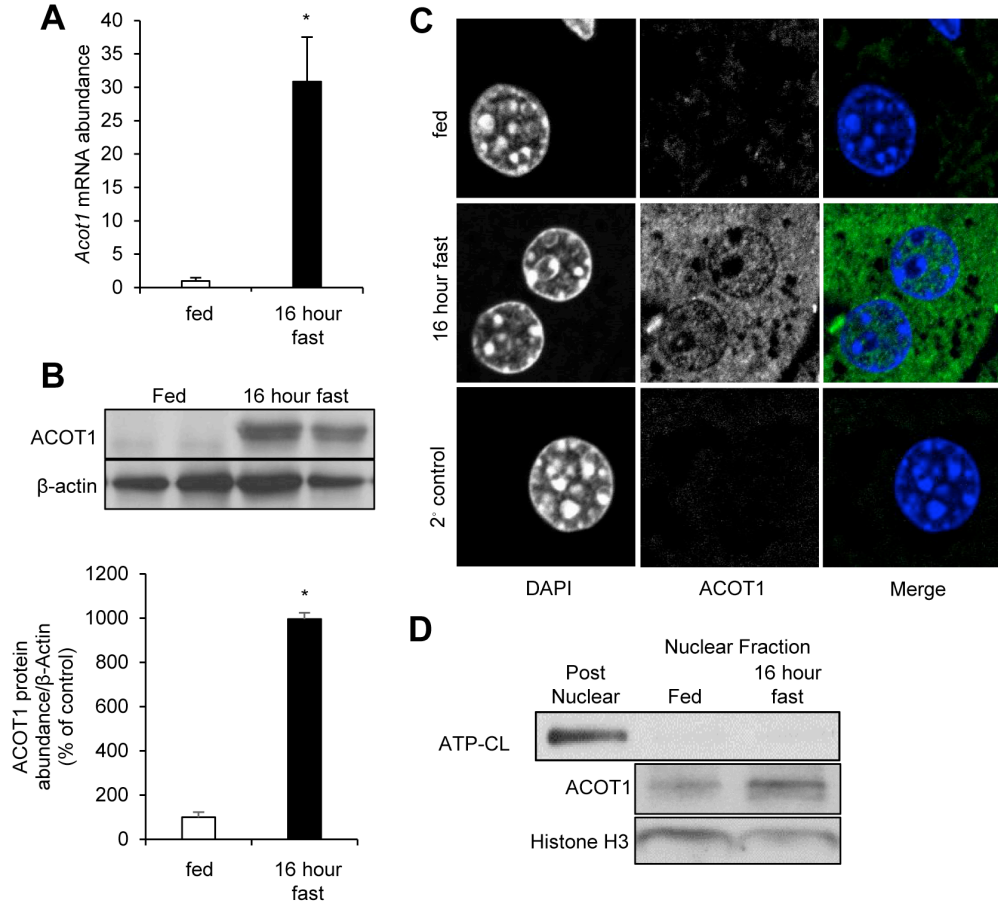 A
Acot1 mRNA abundance
40
35
30
25
20
15
10
5
0
*
fed
16 hour
fast
B
Fed
16 hour fast
ACOT1
β-actin
ACOT1 protein
abundance/β-Actin
(% of control)
1200
1000
800
600
400
200
0
*
fed
16 hour
fast
C
fed
16 hour fast
2° control
DAPI
ACOT1
Merge
D
Nuclear Fraction
Post
Nuclear
Fed
16 hour
fast
ATP-CL
ACOT1
Histone H3